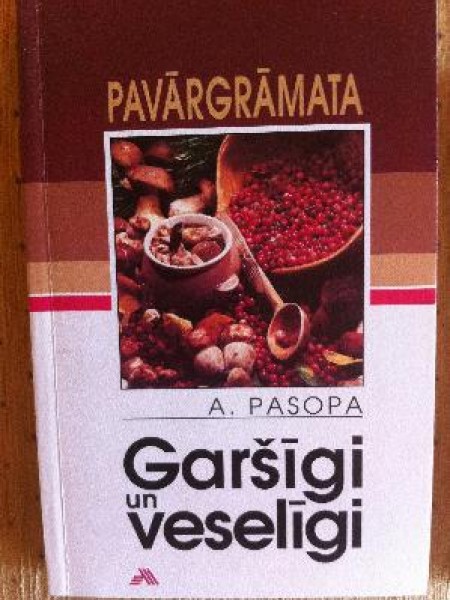 PAVĀRGRĀMATA
A. PASOPA
Garšīgi
un
veselīgi